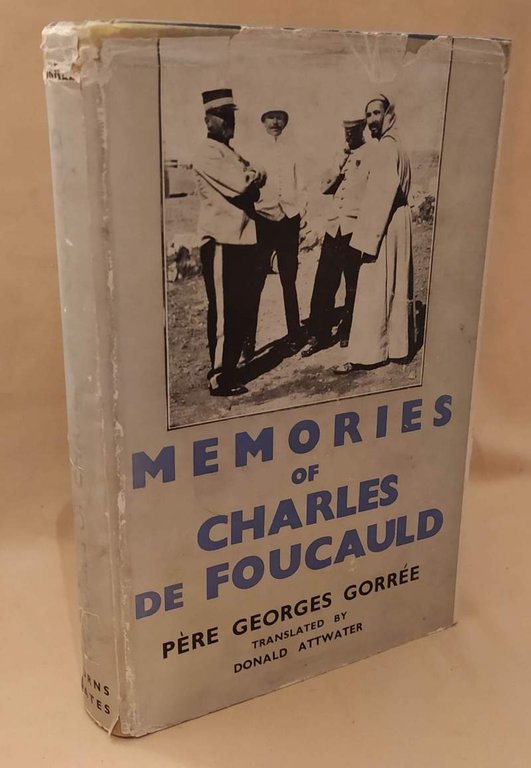 MEMORIES
OF
CHARLES
DE FOUCAULD
PÈRE GEORGES GORRÉE
TRANSLATED BY
DONALD ATTWATER